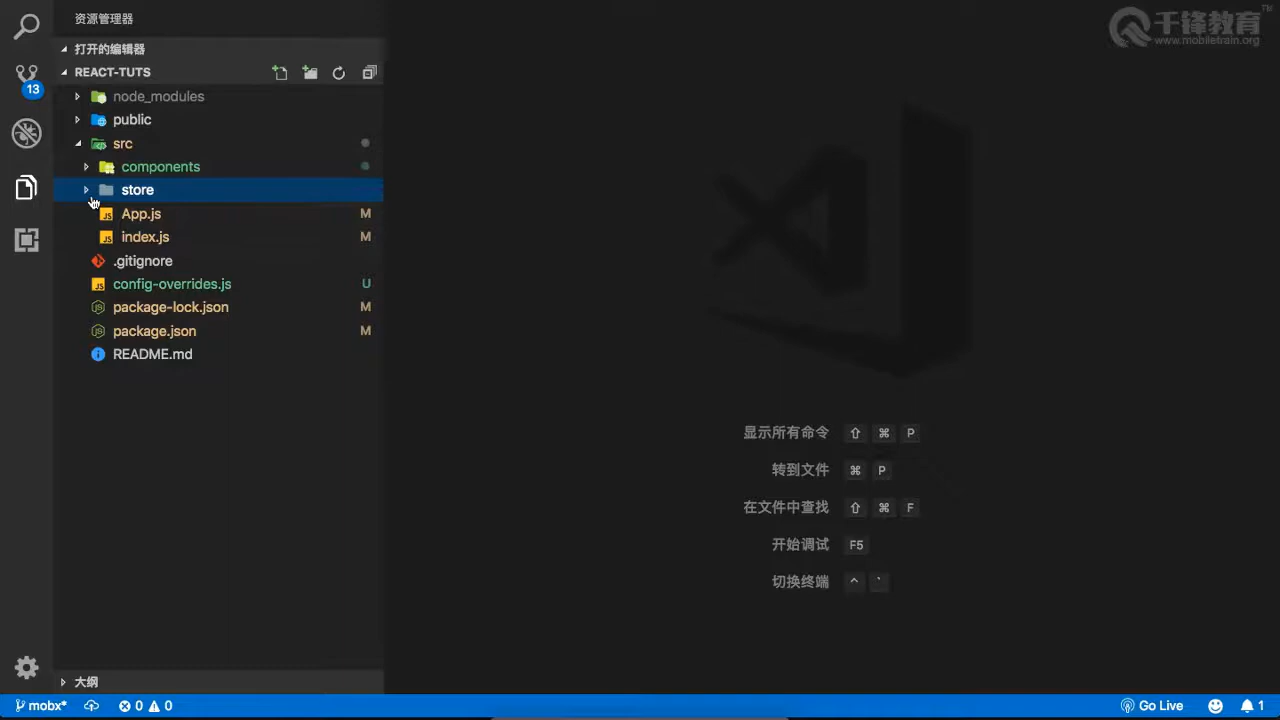 资源管理器
千锋教育
www.mobiletrain.org
打开的编辑器
REACT-TUTS
13
node_modules
public
src
components
store
App.js M
index.js M
.gitignore
config-overrides.js U
package-lock.json M
package.json M
README.md
显示所有命令 ⇧ ⌘ P
转到文件 ⌘ P
在文件中查找 ⇧ ⌘ F
开始调试 F5
切换终端 ^ `
大纲
mobx* 0 0 Go Live 1